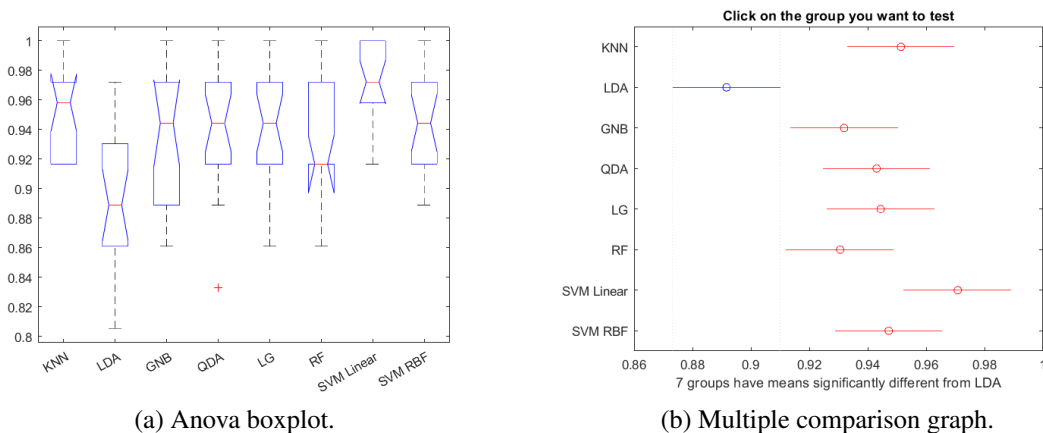 1
0.98
0.96
0.94
0.92
0.9
0.88
0.86
0.84
0.82
0.8
KNN
LDA
GNB
QDA
LG
RF
SVM Linear
SVM RBF
(a) Anova boxplot.
Click on the group you want to test
KNN
LDA
GNB
QDA
LG
RF
SVM Linear
SVM RBF
0.86 0.88 0.9 0.92 0.94 0.96 0.98 1
7 groups have means significantly different from LDA
(b) Multiple comparison graph.